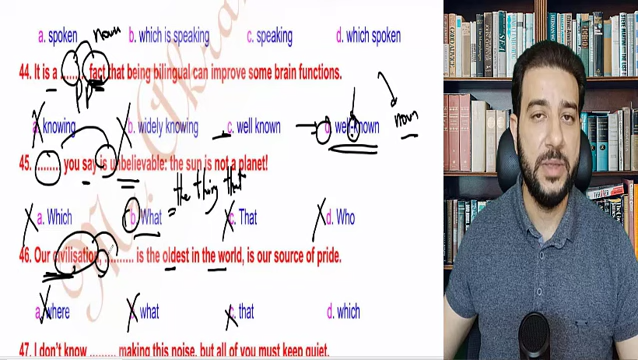 a. spoken noun b. which is speaking c. speaking d. which spoken
44. It is a ........ fact that being bilingual can improve some brain functions.
pp
a. knowing b. widely knowing c. well known d. well-known noun
45. ........ you say is unbelievable: the sun is not a planet!
= the thing that
a. Which b. What c. That d. Who
46. Our civilisation, .......... is the oldest in the world, is our source of pride.
a. where b. what c. that d. which
47. I don't know ........ making this noise, but all of you must keep quiet.